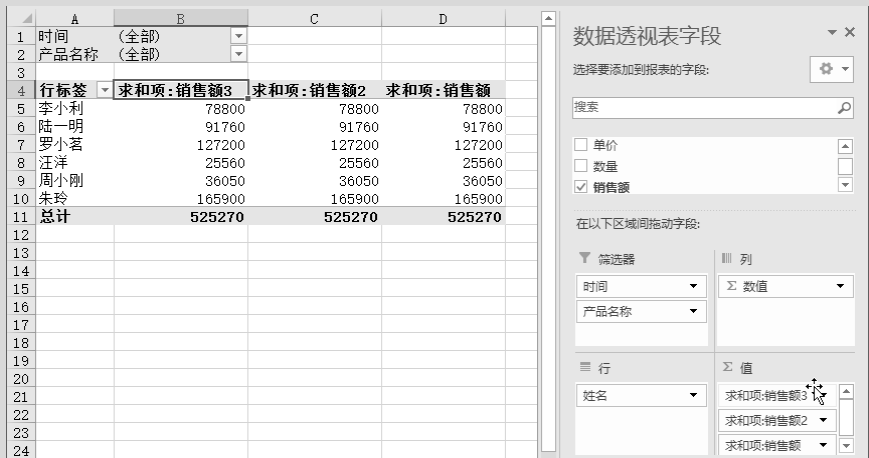 A B C D
1 时间 (全部)
2 产品名称 (全部)
3
4 行标签 求和项:销售额3 求和项:销售额2 求和项:销售额
5 李小利 78800 78800 78800
6 陆一明 91760 91760 91760
7 罗小茗 127200 127200 127200
8 汪洋 25560 25560 25560
9 周小刚 36050 36050 36050
10 朱玲 165900 165900 165900
11 总计 525270 525270 525270
12
13
14
15
16
17
18
19
20
21
22
23
24
数据透视表字段
选择要添加到报表的字段:
搜索
单价
数量
销售额
在以下区域间拖动字段:
筛选器
时间
产品名称
列
Σ 数值
行
姓名
Σ 值
求和项:销售额3
求和项:销售额2
求和项:销售额